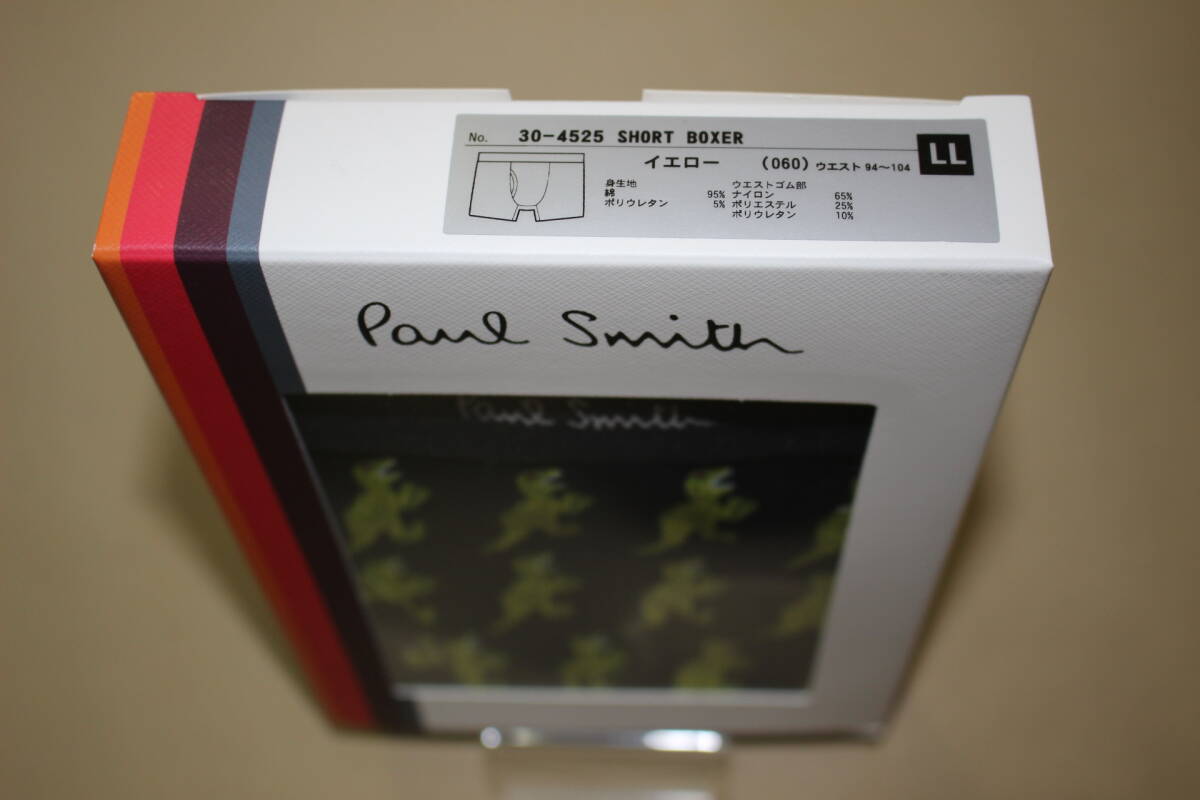 No. 30-4525 SHORT BOXER
イエロー (060) ウエスト 94～104 LL
身生地 ウエストゴム部
綿 95% ナイロン 65%
ポリウレタン 5% ポリエステル 25%
ポリウレタン 10%
Paul Smith
Paul Smith